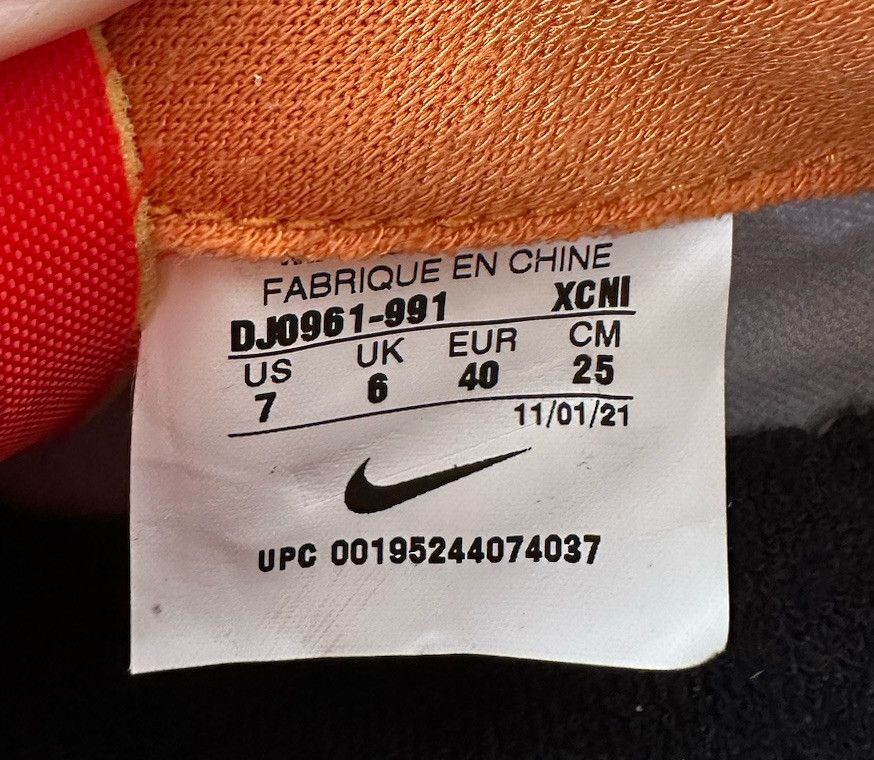 FABRIQUE EN CHINE
DJ0961-991 XCNI
US UK EUR CM
7 6 40 25
11/01/21
UPC 00195244074037